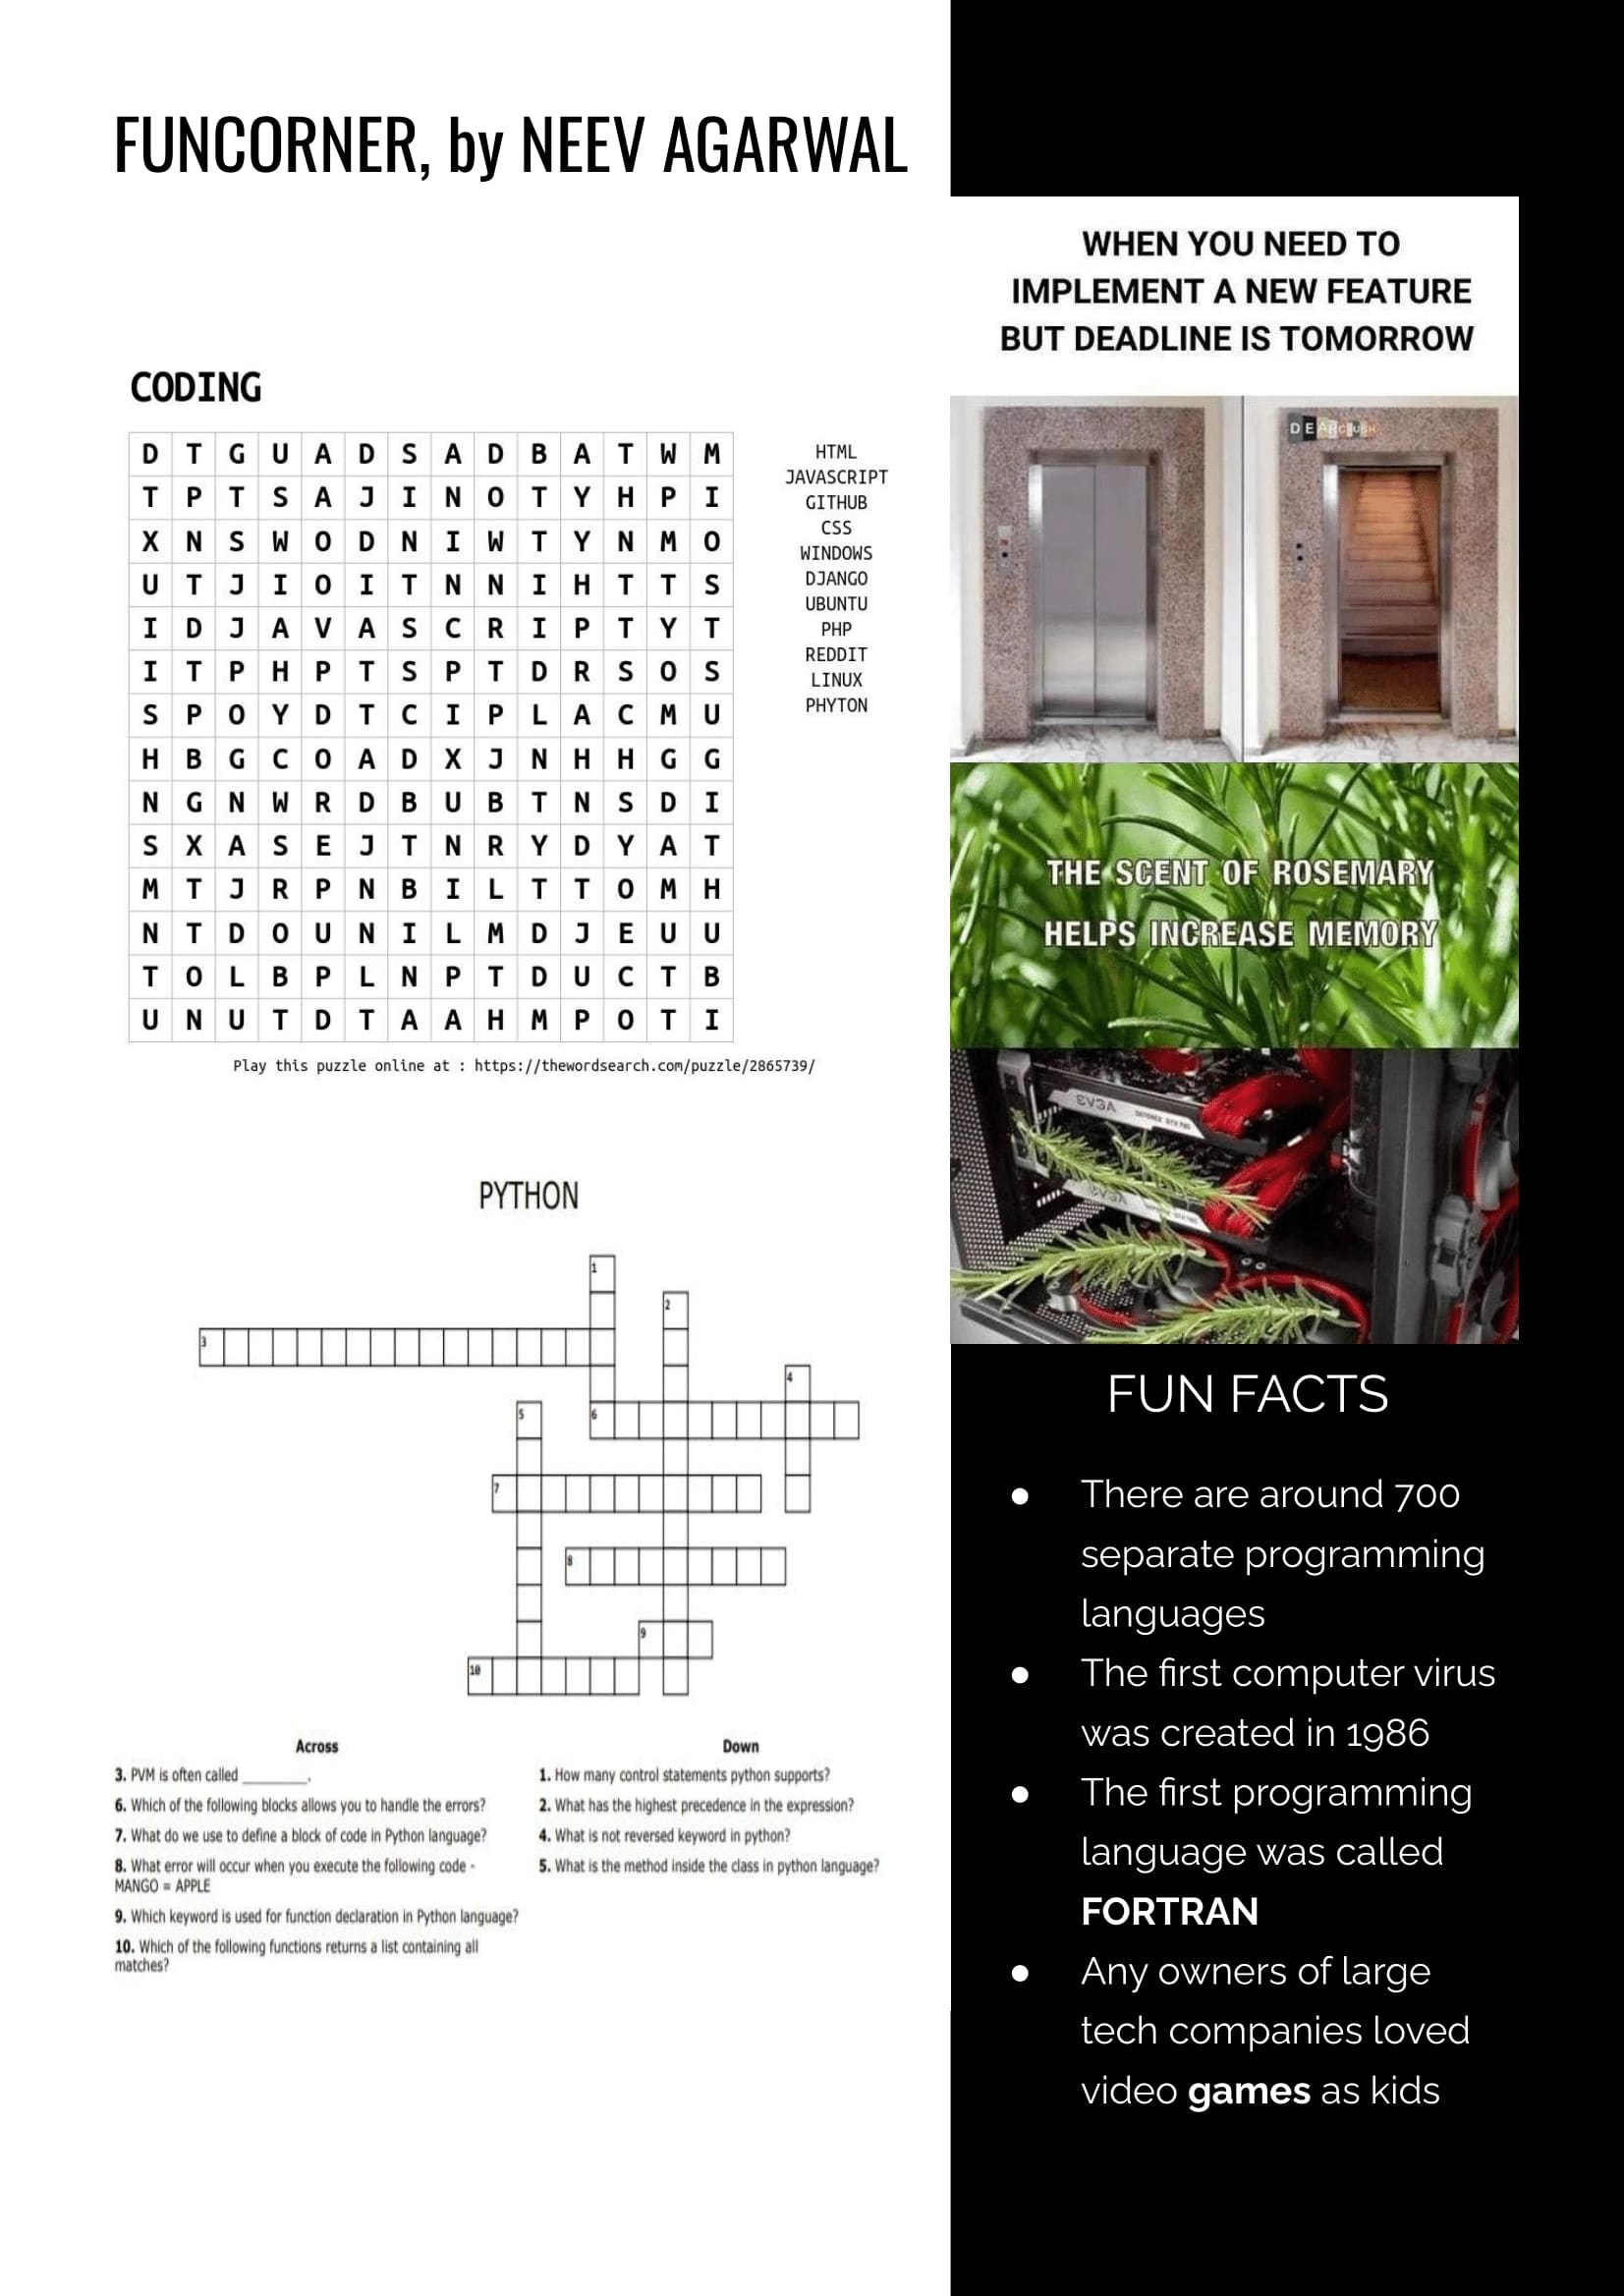 FUNCORNER, by NEEV AGARWAL
CODING
D T G U A D S A D B A T W M
T P T S A J I N O T Y H P I
X N S W O D N I W T Y N M O
U T J I O I T N N I H T T S
I D J A V A S C R I P T Y T
I T P H P T S P T D R S O S
S P O Y D T C I P L A C M U
H B G C O A D X J N H H G G
N G N W R D B U B T N S D I
S X A S E J T N R Y D Y A T
M T J R P N B I L T T O M H
N T D O U N I L M D J E U U
T O L B P L N P T D U C T B
U N U T D T A A H M P O T I
HTML
JAVASCRIPT
GITHUB
CSS
WINDOWS
DJANGO
UBUNTU
PHP
REDDIT
LINUX
PHYTON
Play this puzzle online at : https://thewordsearch.com/puzzle/2865739/
PYTHON
1
2
3
4
5
6
7
8
9
10
Across
3. PVM is often called ________.
6. Which of the following blocks allows you to handle the errors?
7. What do we use to define a block of code in Python language?
8. What error will occur when you execute the following code -
MANGO = APPLE
9. Which keyword is used for function declaration in Python language?
10. Which of the following functions returns a list containing all
matches?
Down
1. How many control statements python supports?
2. What has the highest precedence in the expression?
4. What is not reversed keyword in python?
5. What is the method inside the class in python language?
WHEN YOU NEED TO
IMPLEMENT A NEW FEATURE
BUT DEADLINE IS TOMORROW
THE SCENT OF ROSEMARY
HELPS INCREASE MEMORY
EVGA
EVGA
FUN FACTS
● There are around 700
separate programming
languages
● The first computer virus
was created in 1986
● The first programming
language was called
FORTRAN
● Any owners of large
tech companies loved
video games as kids